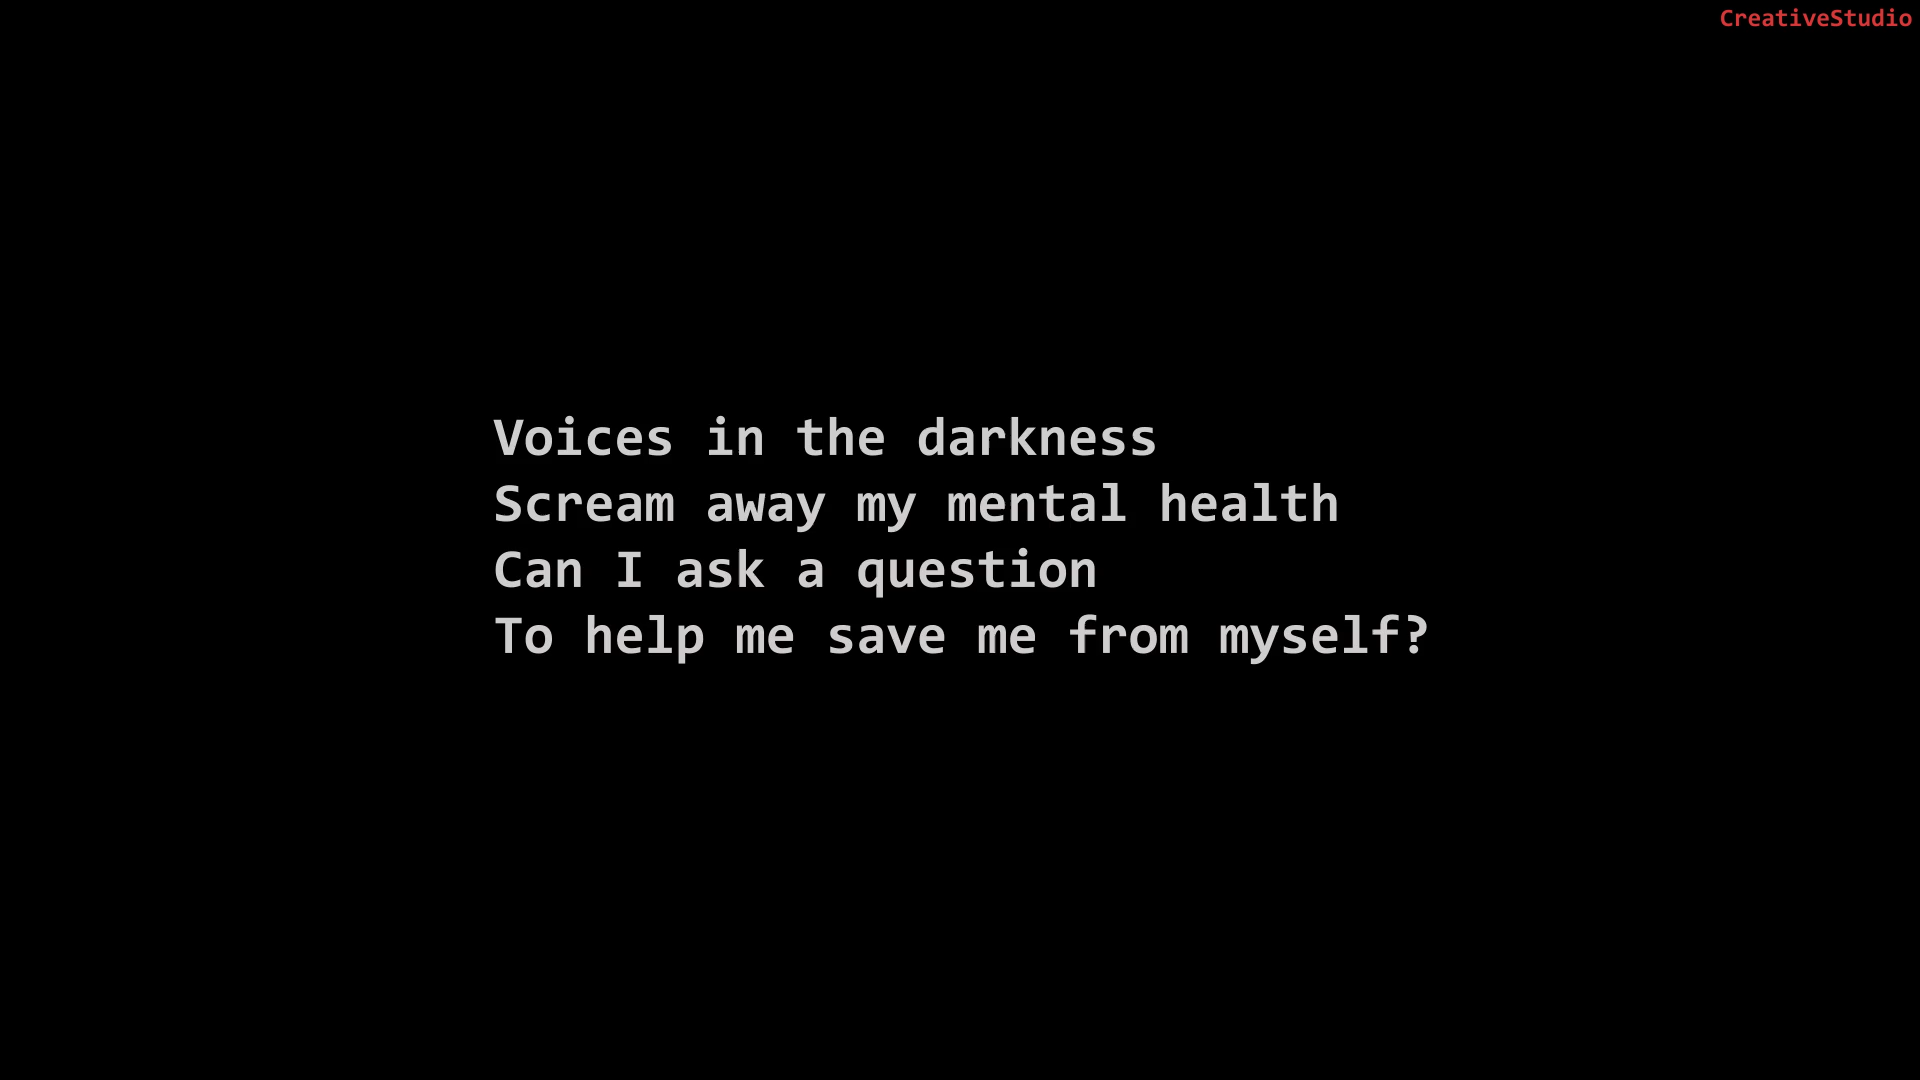 CreativeStudio
Voices in the darkness
Scream away my mental health
Can I ask a question
To help me save me from myself?